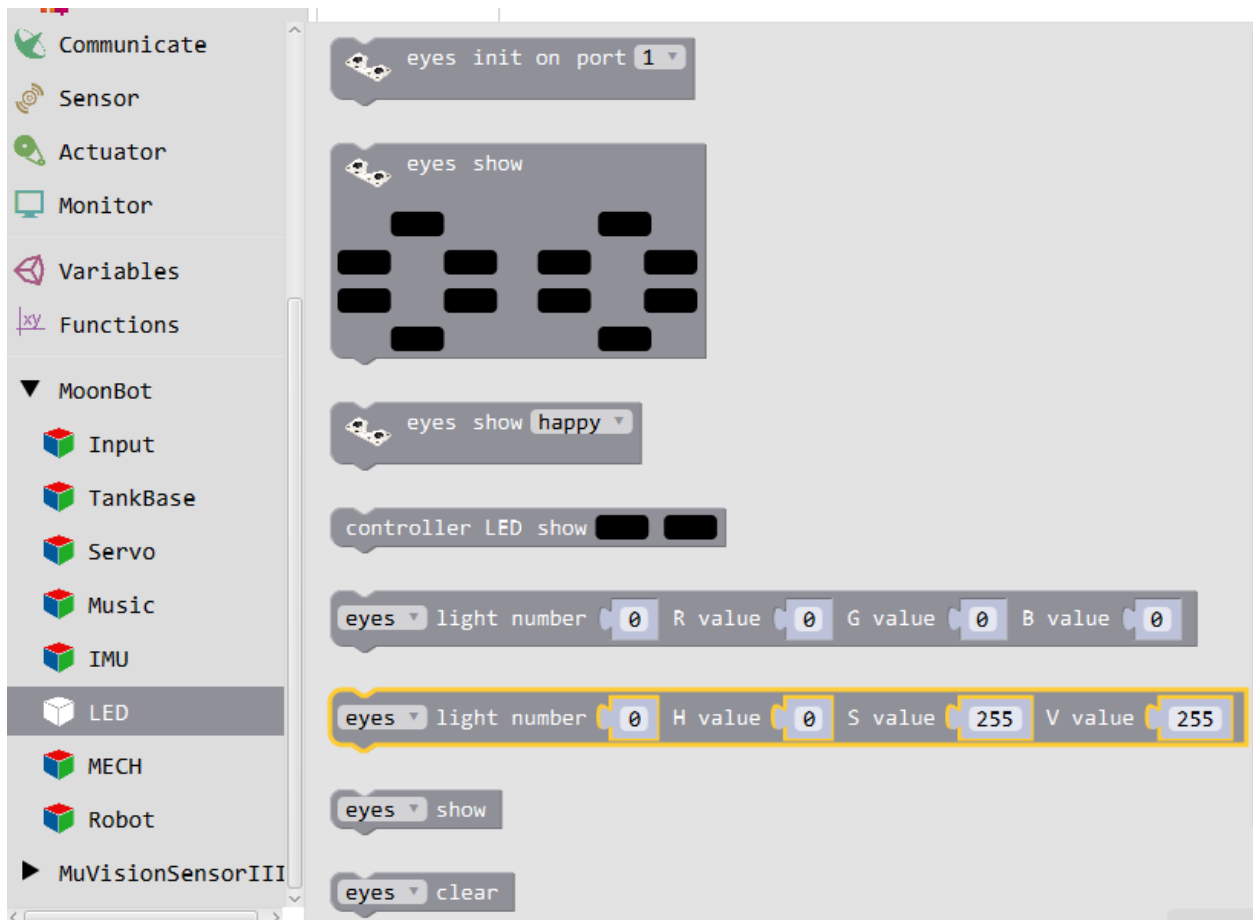 Communicate
Sensor
Actuator
Monitor
Variables
xy Functions
MoonBot
Input
TankBase
Servo
Music
IMU
LED
MECH
Robot
MuVisionSensorIII
eyes init on port 1
eyes show
eyes show happy
controller LED show
eyes light number 0 R value 0 G value 0 B value 0
eyes light number 0 H value 0 S value 255 V value 255
eyes show
eyes clear